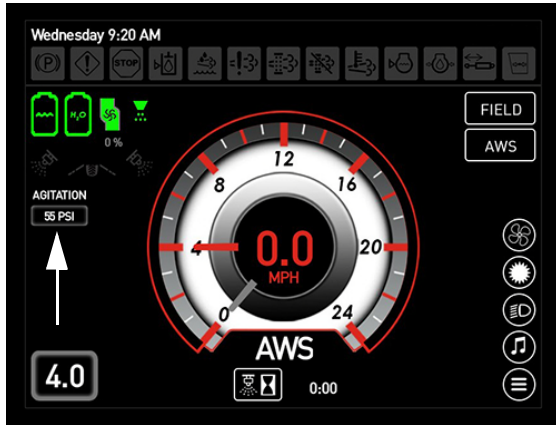 Wednesday 9:20 AM
(P)
STOP
H₂O
0 %
FIELD
AWS
AGITATION
55 PSI
12
8
16
4
20
0
24
0.0
MPH
AWS
4.0
0:00